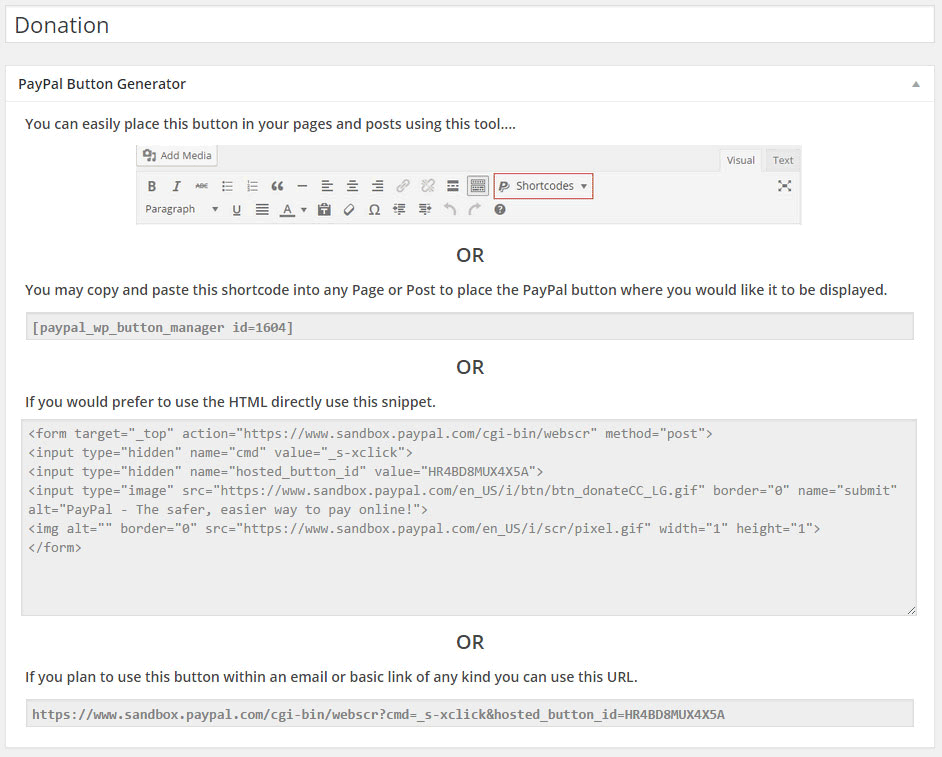 Donation
PayPal Button Generator
You can easily place this button in your pages and posts using this tool....
Add Media
Visual Text
B I ABC Shortcodes
Paragraph U A Ω
OR
You may copy and paste this shortcode into any Page or Post to place the PayPal button where you would like it to be displayed.
[paypal_wp_button_manager id=1604]
OR
If you would prefer to use the HTML directly use this snippet.
<form target="_top" action="https://www.sandbox.paypal.com/cgi-bin/webscr" method="post">
<input type="hidden" name="cmd" value="_s-xclick">
<input type="hidden" name="hosted_button_id" value="HR4BD8MUX4X5A">
<input type="image" src="https://www.sandbox.paypal.com/en_US/i/btn/btn_donateCC_LG.gif" border="0" name="submit"
alt="PayPal - The safer, easier way to pay online!">
<img alt="" border="0" src="https://www.sandbox.paypal.com/en_US/i/scr/pixel.gif" width="1" height="1">
</form>
OR
If you plan to use this button within an email or basic link of any kind you can use this URL.
https://www.sandbox.paypal.com/cgi-bin/webscr?cmd=_s-xclick&hosted_button_id=HR4BD8MUX4X5A